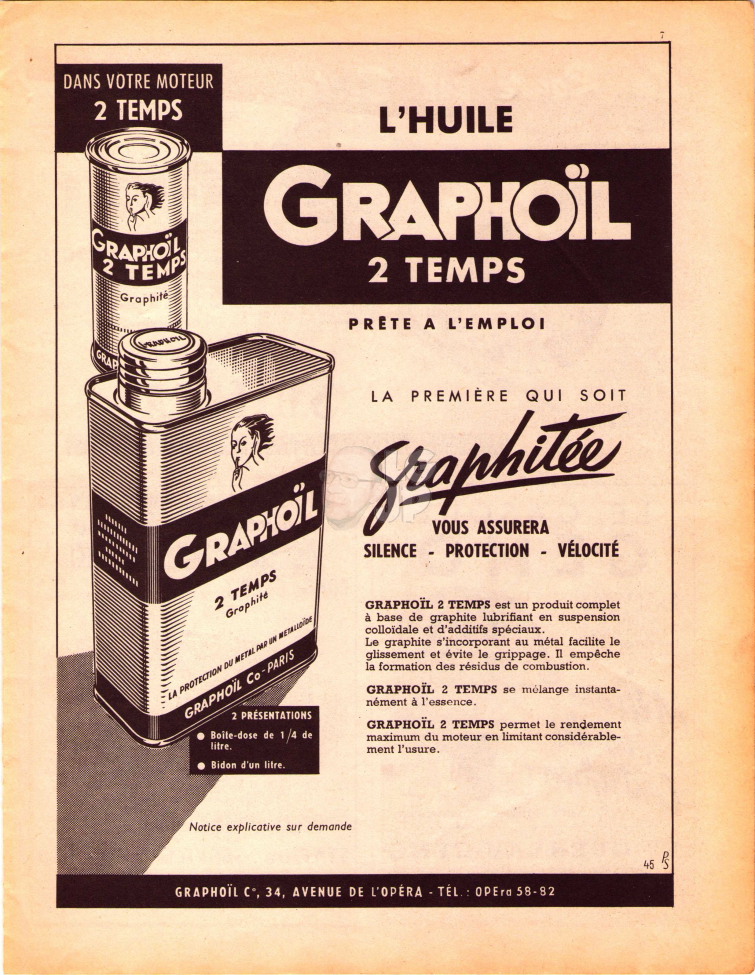 7
DANS VOTRE MOTEUR
2 TEMPS
L'HUILE
GRAPHOÏL
2 TEMPS
PRÊTE A L'EMPLOI
GRAPHOÏL
2 TEMPS
Graphité
GRAP
GRAPHOIL
LA PREMIÈRE QUI SOIT
graphitée
VOUS ASSURERA
SILENCE - PROTECTION - VÉLOCITÉ
GRAPHOÏL
2 TEMPS
Graphité
LA PROTECTION DU METAL PAR UN METALLOÏDE
GRAPHOÏL Co - PARIS
GRAPHOÏL 2 TEMPS est un produit complet
à base de graphite lubrifiant en suspension
colloïdale et d'additifs spéciaux.
Le graphite s'incorporant au métal facilite le
glissement et évite le grippage. Il empêche
la formation des résidus de combustion.
GRAPHOÏL 2 TEMPS se mélange instanta-
nément à l'essence.
GRAPHOÏL 2 TEMPS permet le rendement
maximum du moteur en limitant considérable-
ment l'usure.
2 PRÉSENTATIONS
● Boîte-dose de 1/4 de
litre.
● Bidon d'un litre.
Notice explicative sur demande
45 PS
GRAPHOÏL C°, 34, AVENUE DE L'OPÉRA - TÉL. : OPEra 58-82